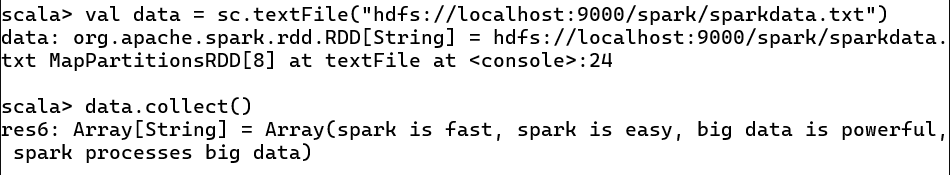 scala> val data = sc.textFile("hdfs://localhost:9000/spark/sparkdata.txt")
data: org.apache.spark.rdd.RDD[String] = hdfs://localhost:9000/spark/sparkdata.
txt MapPartitionsRDD[8] at textFile at <console>:24
scala> data.collect()
res6: Array[String] = Array(spark is fast, spark is easy, big data is powerful,
 spark processes big data)